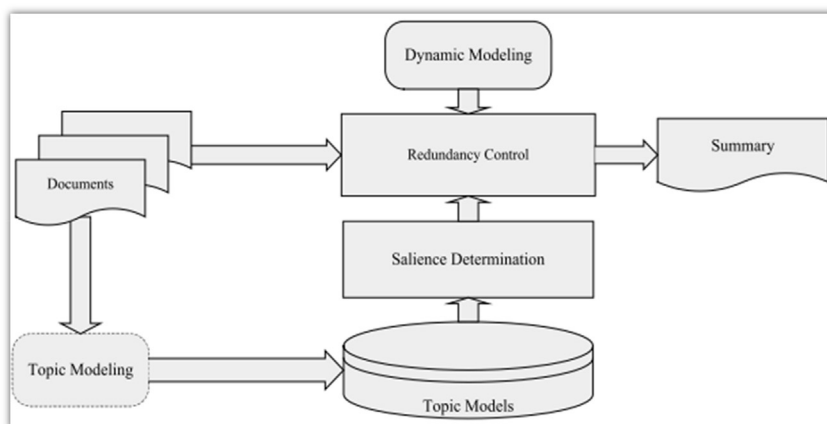 Dynamic Modeling
Redundancy Control
Summary
Documents
Salience Determination
Topic Modeling
Topic Models